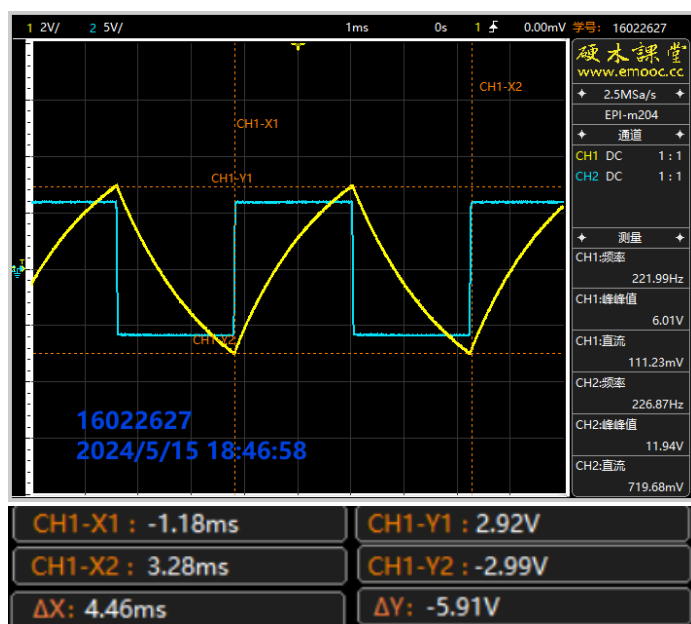 1 2V/ 2 5V/ 1ms 0s 1 0.00mV 学号: 16022627
硬木課堂
www.emooc.cc
2.5MSa/s
EPI-m204
通道
CH1 DC 1:1
CH2 DC 1:1
测量
CH1:频率
221.99Hz
CH1:峰峰值
6.01V
CH1:直流
111.23mV
CH2:频率
226.87Hz
CH2:峰峰值
11.94V
CH2:直流
719.68mV
CH1-X2
CH1-X1
CH1-Y1
T
CH1-Y2
16022627
2024/5/15 18:46:58
CH1-X1 : -1.18ms
CH1-Y1 : 2.92V
CH1-X2 : 3.28ms
CH1-Y2 : -2.99V
ΔX: 4.46ms
ΔY: -5.91V